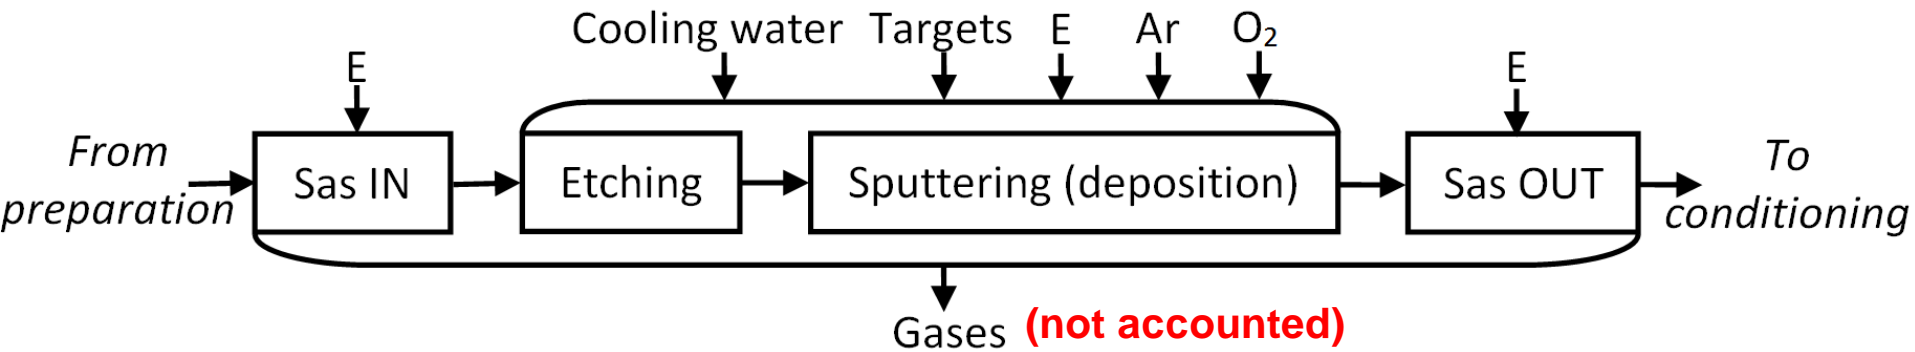 Cooling water Targets E Ar O₂
E E
From preparation
Sas IN
Etching
Sputtering (deposition)
Sas OUT
To conditioning
Gases (not accounted)